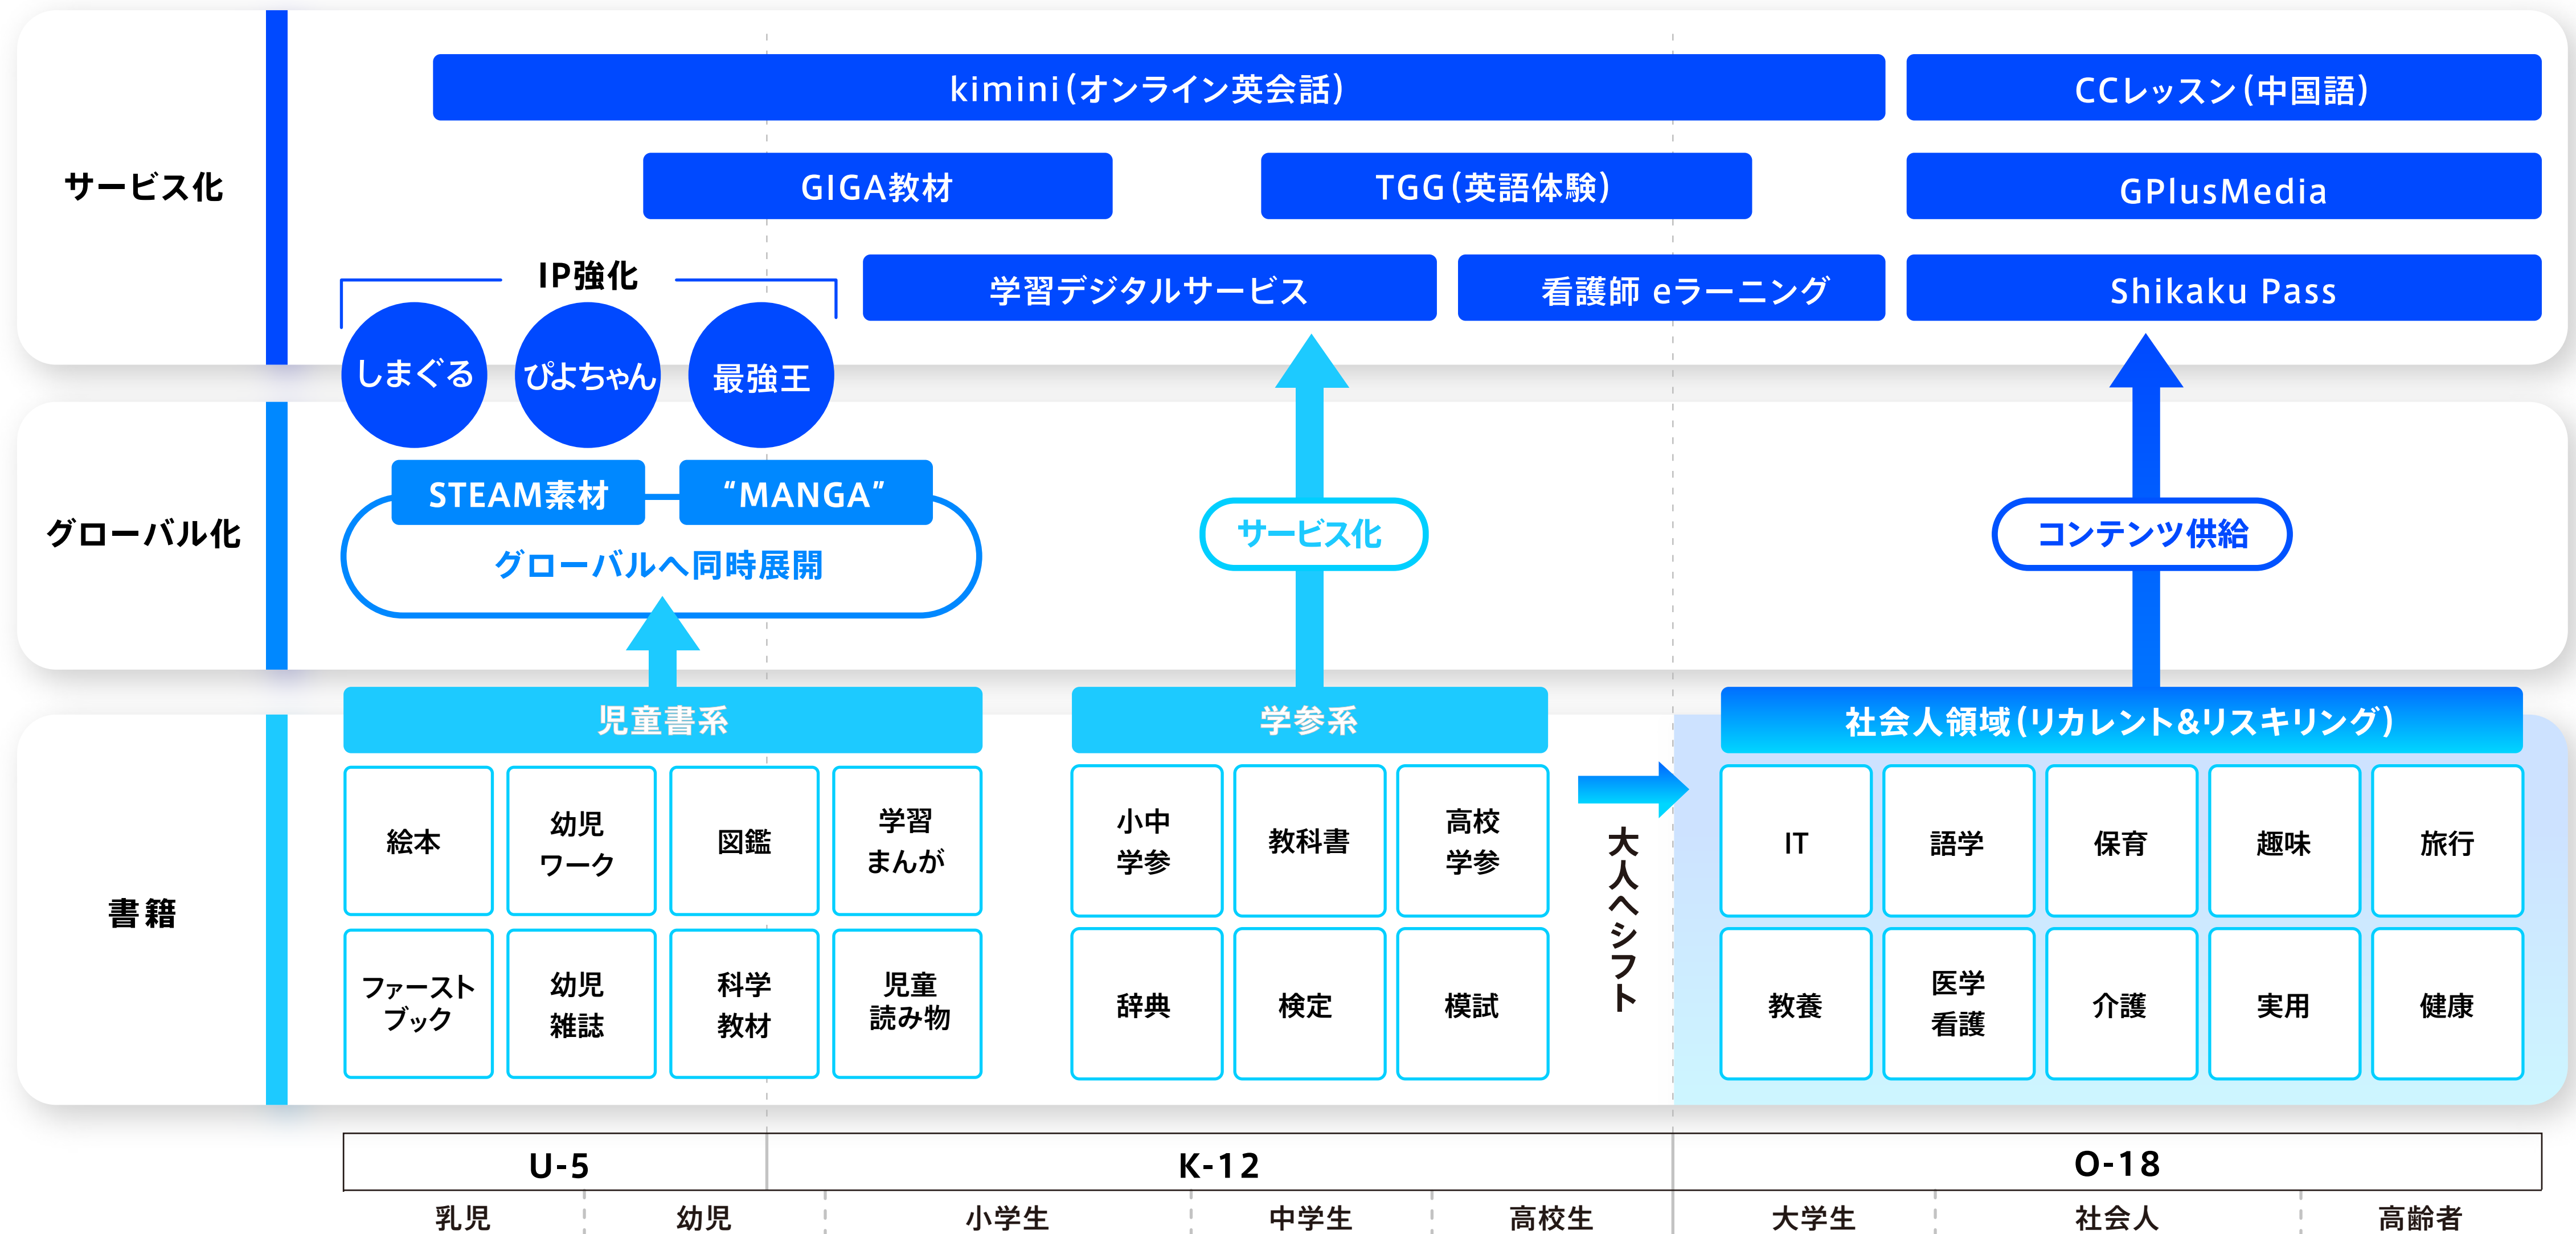 サービス化
kimini(オンライン英会話)
CCレッスン(中国語)
GIGA教材
TGG(英語体験)
GPlusMedia
IP強化
学習デジタルサービス
看護師 eラーニング
Shikaku Pass
しまぐる
ぴよちゃん
最強王
グローバル化
STEAM素材
“MANGA”
グローバルへ同時展開
サービス化
コンテンツ供給
書籍
児童書系
絵本
幼児
ワーク
図鑑
学習
まんが
ファースト
ブック
幼児
雑誌
科学
教材
児童
読み物
学参系
小中
学参
教科書
高校
学参
辞典
検定
模試
大人へシフト
社会人領域(リカレント&リスキリング)
IT
語学
保育
趣味
旅行
教養
医学
看護
介護
実用
健康
U-5
K-12
O-18
乳児
幼児
小学生
中学生
高校生
大学生
社会人
高齢者